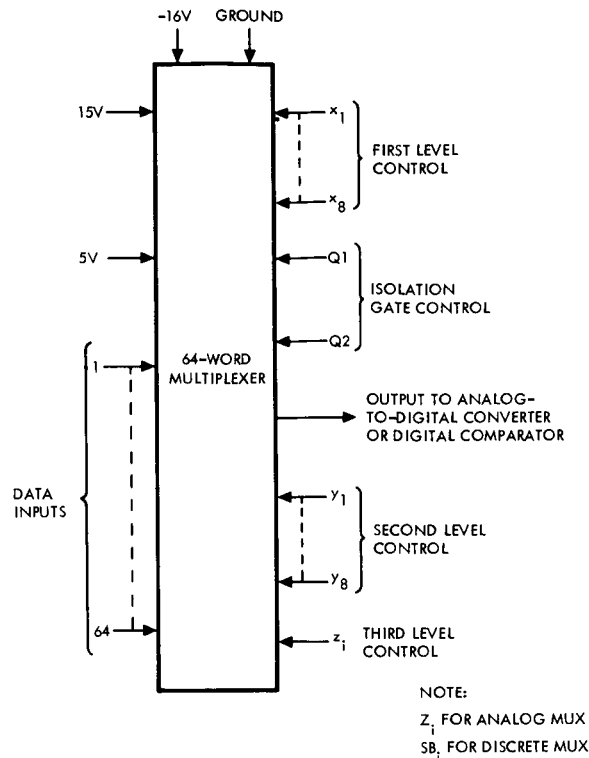 -16V GROUND
15V
x1
FIRST LEVEL
CONTROL
x8
5V
Q1
ISOLATION
GATE CONTROL
Q2
64-WORD
MULTIPLEXER
1
OUTPUT TO ANALOG-
TO-DIGITAL CONVERTER
OR DIGITAL COMPARATOR
DATA
INPUTS
y1
SECOND LEVEL
CONTROL
y8
64
zi
THIRD LEVEL
CONTROL
NOTE:
Zi FOR ANALOG MUX
SBi FOR DISCRETE MUX